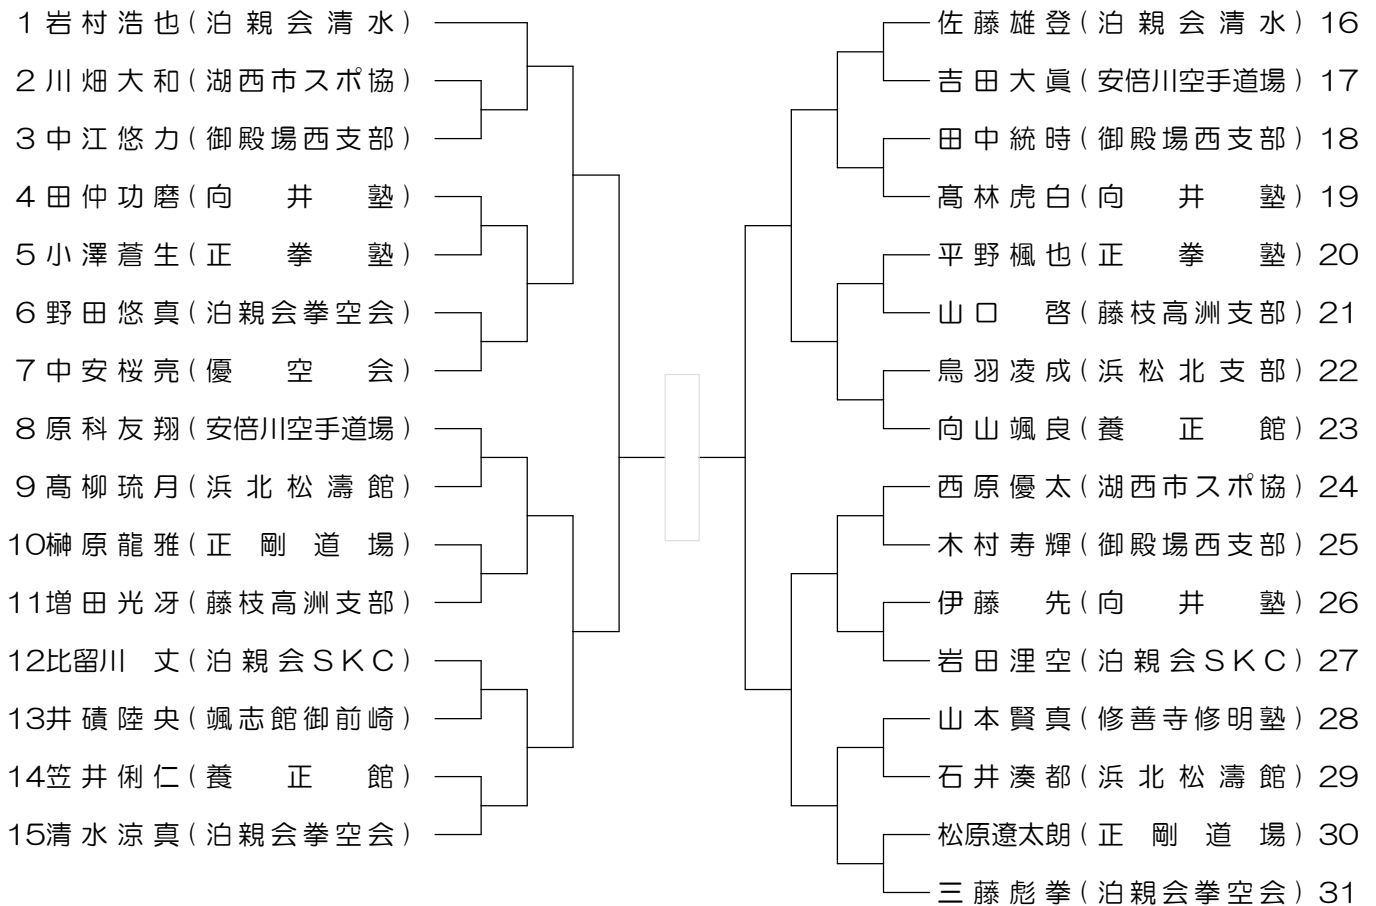 1 岩村浩也(泊親会清水)
2 川畑大和(湖西市スポ協)
3 中江悠力(御殿場西支部)
4 田仲功磨(向井塾)
5 小澤蒼生(正拳塾)
6 野田悠真(泊親会拳空会)
7 中安桜亮(優空会)
8 原科友翔(安倍川空手道場)
9 髙柳琉月(浜北松濤館)
10 榊原龍雅(正剛道場)
11 増田光冴(藤枝高洲支部)
12 比留川 丈(泊親会SKC)
13 井磧陸央(颯志館御前崎)
14 笠井俐仁(養正館)
15 清水涼真(泊親会拳空会)
佐藤雄登(泊親会清水) 16
吉田大眞(安倍川空手道場) 17
田中統時(御殿場西支部) 18
髙林虎白(向井塾) 19
平野楓也(正拳塾) 20
山口 啓(藤枝高洲支部) 21
鳥羽凌成(浜松北支部) 22
向山颯良(養正館) 23
西原優太(湖西市スポ協) 24
木村寿輝(御殿場西支部) 25
伊藤 先(向井塾) 26
岩田浬空(泊親会SKC) 27
山本賢真(修善寺修明塾) 28
石井湊都(浜北松濤館) 29
松原遼太朗(正剛道場) 30
三藤彪拳(泊親会拳空会) 31